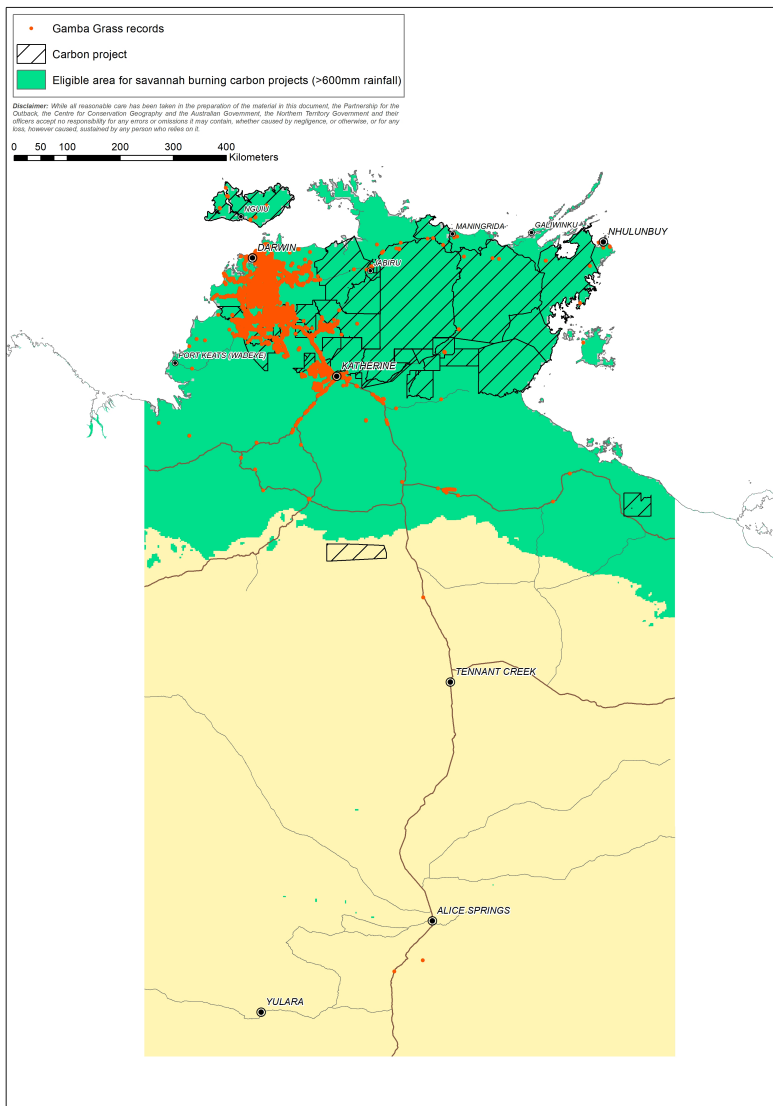 Gamba Grass records
Carbon project
Eligible area for savannah burning carbon projects (>600mm rainfall)
Disclaimer: While all reasonable care has been taken in the preparation of the material in this document, the Partnership for the
Outback, the Centre for Conservation Geography and the Australian Government, the Northern Territory Government and their
officers accept no responsibility for any errors or omissions it may contain, whether caused by negligence, or otherwise, or for any
loss, however caused, sustained by any person who relies on it.
0 50 100 200 300 400
Kilometers
NGUIU
MANINGRIDA
GALIWINKU
NHULUNBUY
DARWIN
JABIRU
PORT KEATS (WADEYE)
KATHERINE
TENNANT CREEK
ALICE SPRINGS
YULARA